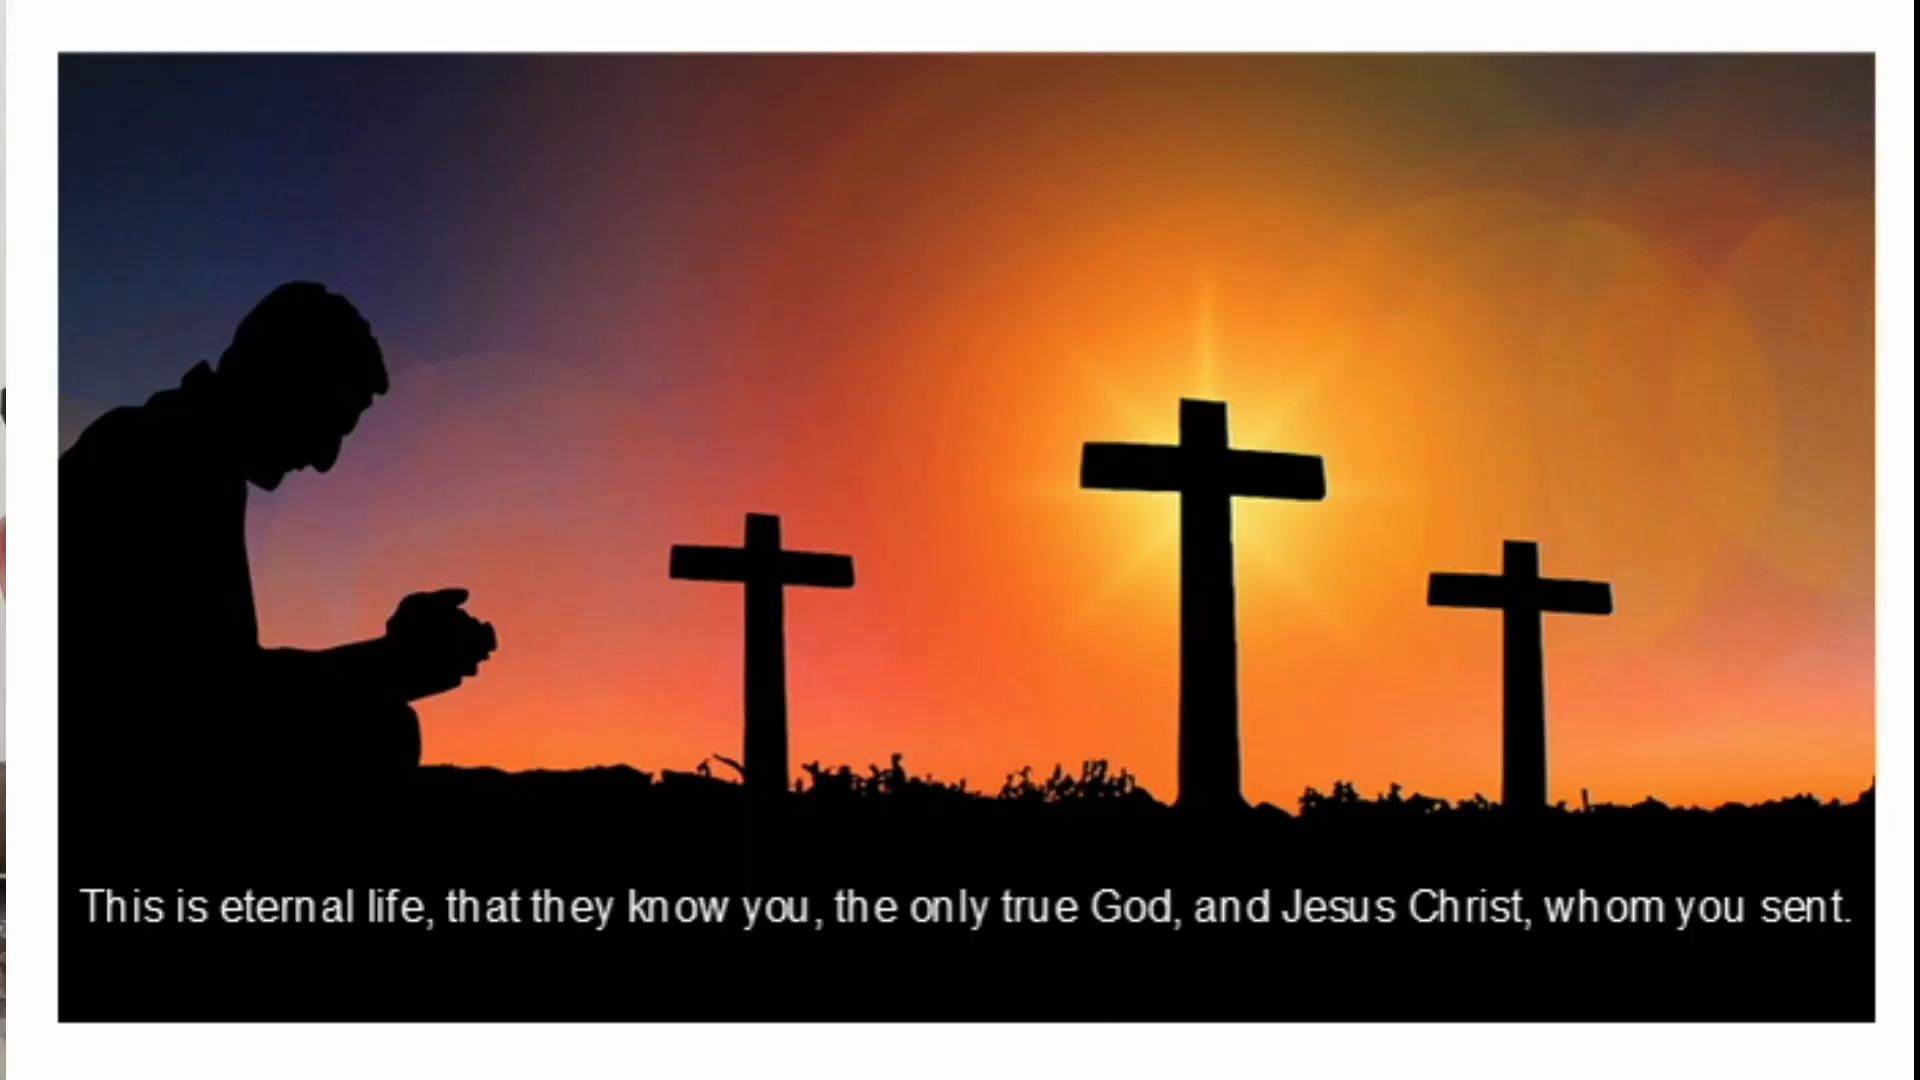 This is eternal life, that they know you, the only true God, and Jesus Christ, whom you sent.